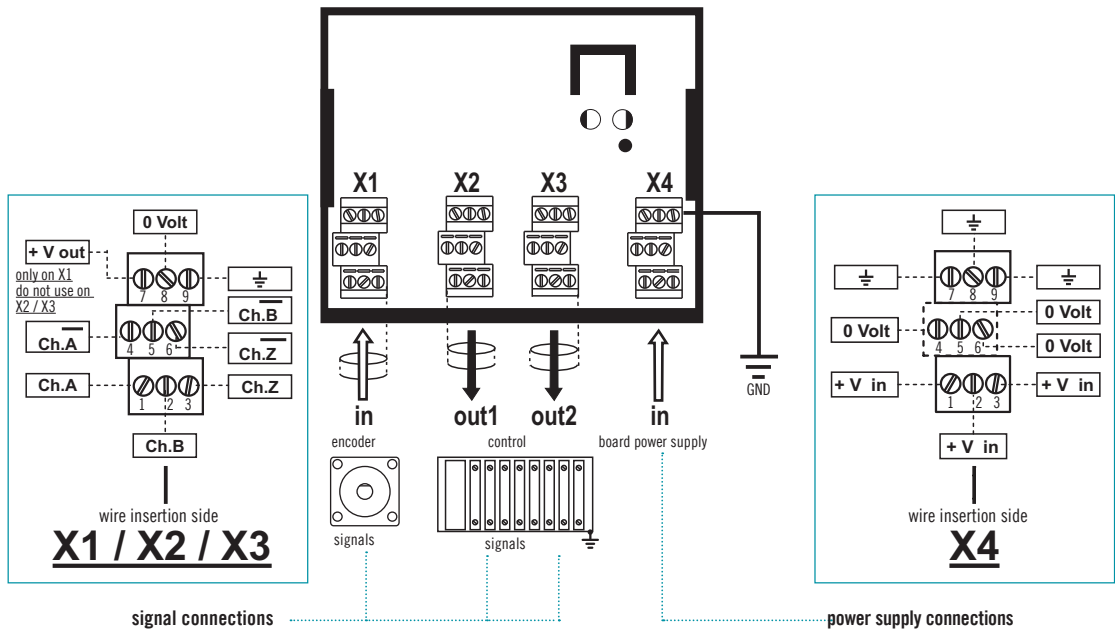 X1
X2
X3
X4
0 Volt
+ V out
only on X1
do not use on
X2 / X3
7 8 9
Ch.B
Ch.A
4 5 6
Ch.Z
Ch.A
Ch.Z
1 2 3
Ch.B
wire insertion side
X1 / X2 / X3
in
out1
out2
in
encoder
control
board power supply
signals
signals
GND
7 8 9
0 Volt
0 Volt
4 5 6
0 Volt
+ V in
+ V in
1 2 3
+ V in
wire insertion side
X4
signal connections
power supply connections